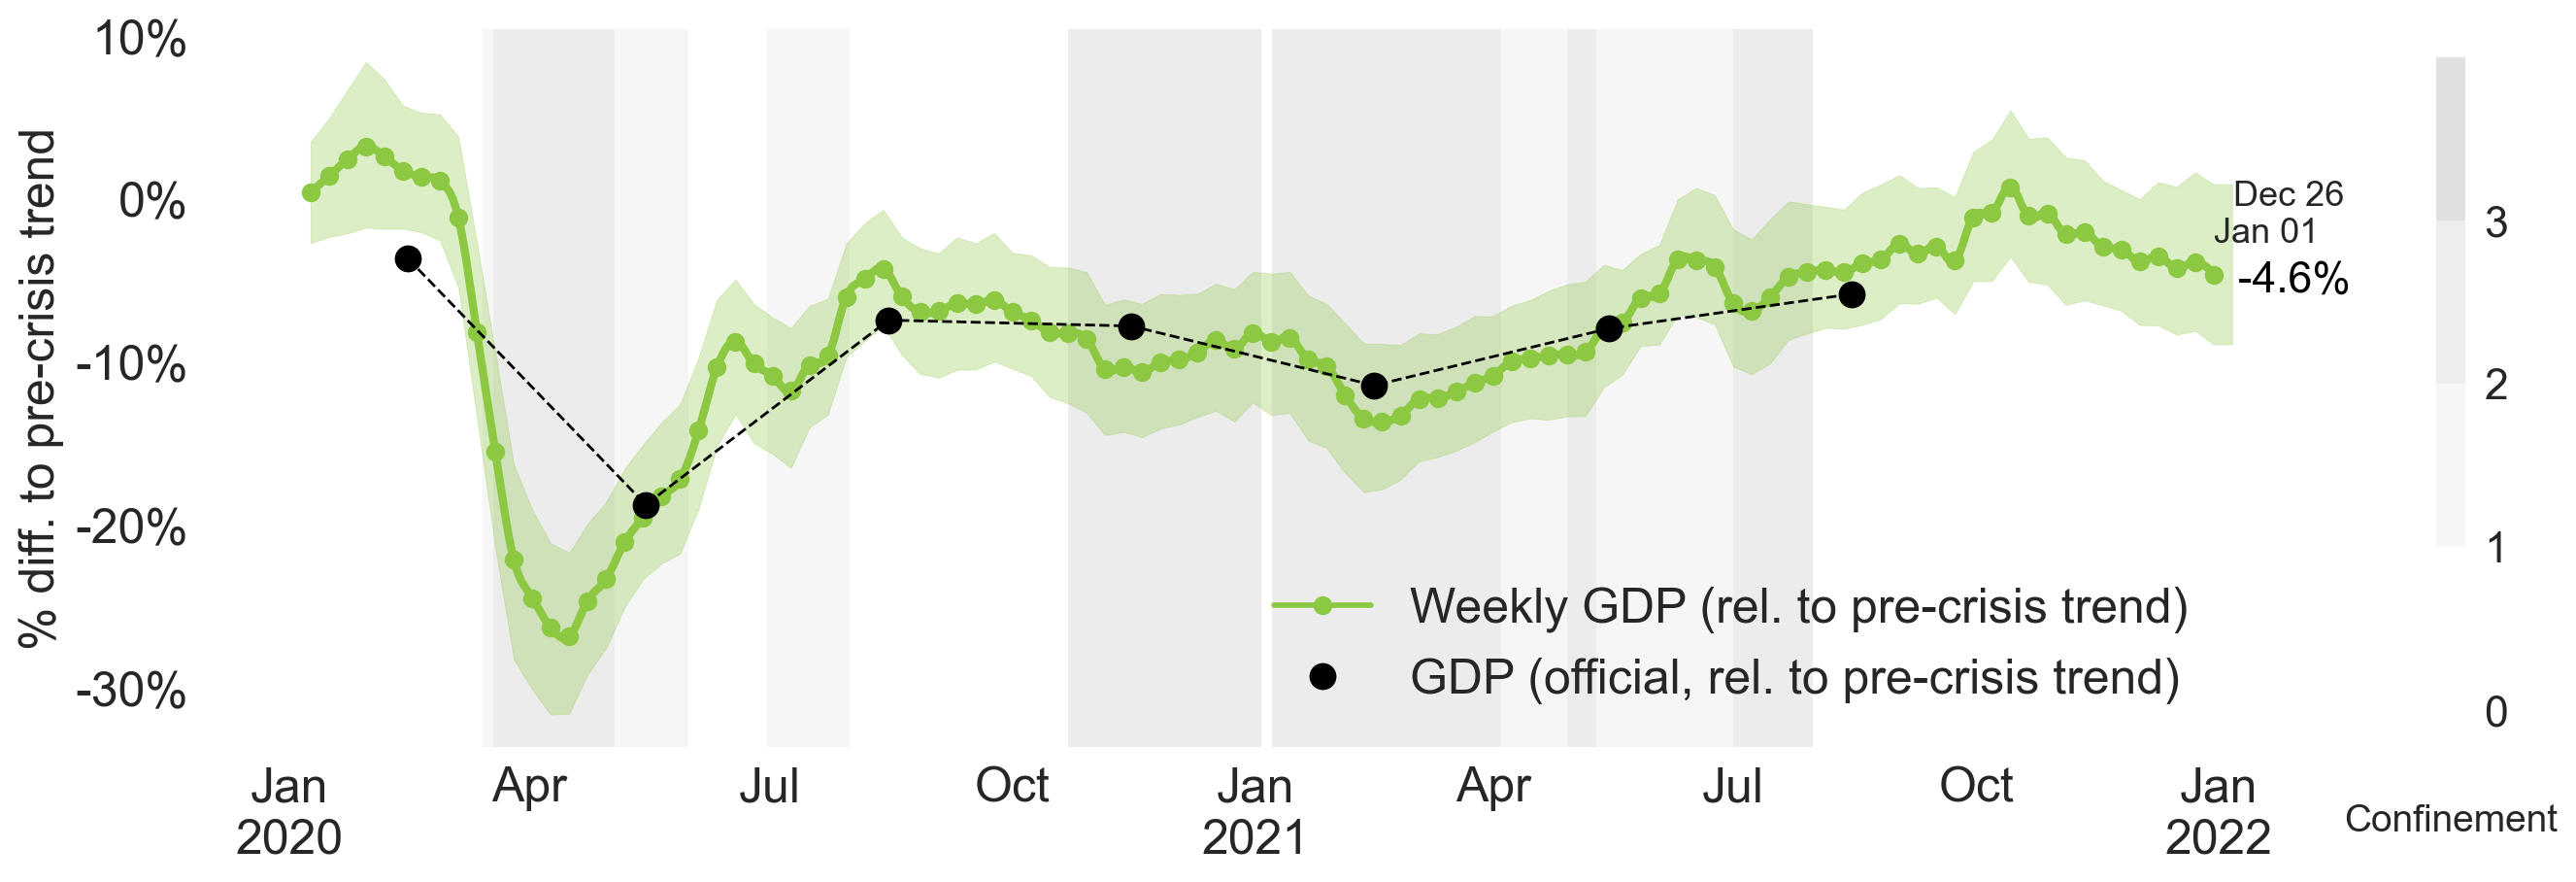 % diff. to pre-crisis trend
10%
0%
-10%
-20%
-30%
Dec 26
Jan 01
-4.6%
Weekly GDP (rel. to pre-crisis trend)
GDP (official, rel. to pre-crisis trend)
Jan Apr Jul Oct Jan Apr Jul Oct Jan
2020 2021 2022
3
2
1
0
Confinement